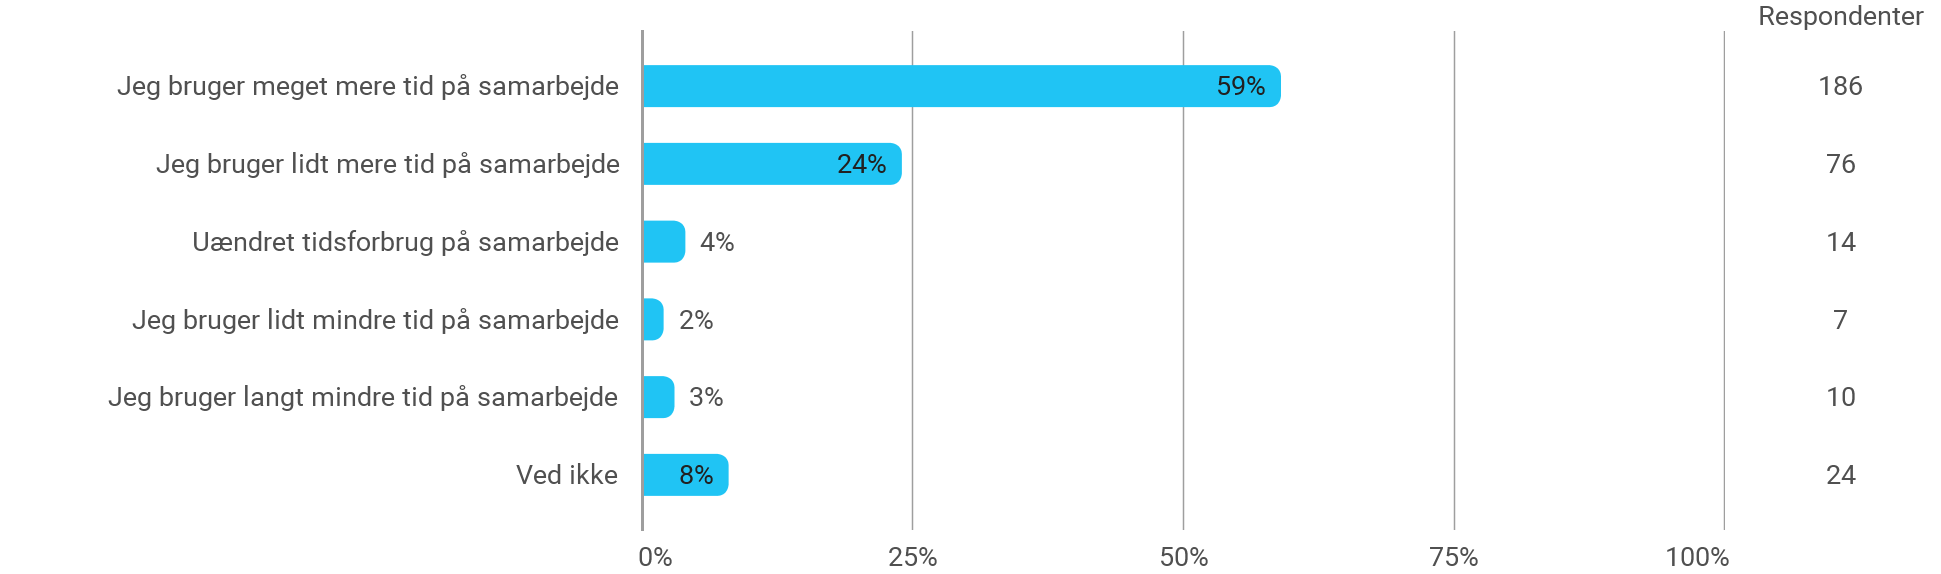 Respondenter
Jeg bruger meget mere tid på samarbejde 59% 186
Jeg bruger lidt mere tid på samarbejde 24% 76
Uændret tidsforbrug på samarbejde 4% 14
Jeg bruger lidt mindre tid på samarbejde 2% 7
Jeg bruger langt mindre tid på samarbejde 3% 10
Ved ikke 8% 24
0% 25% 50% 75% 100%